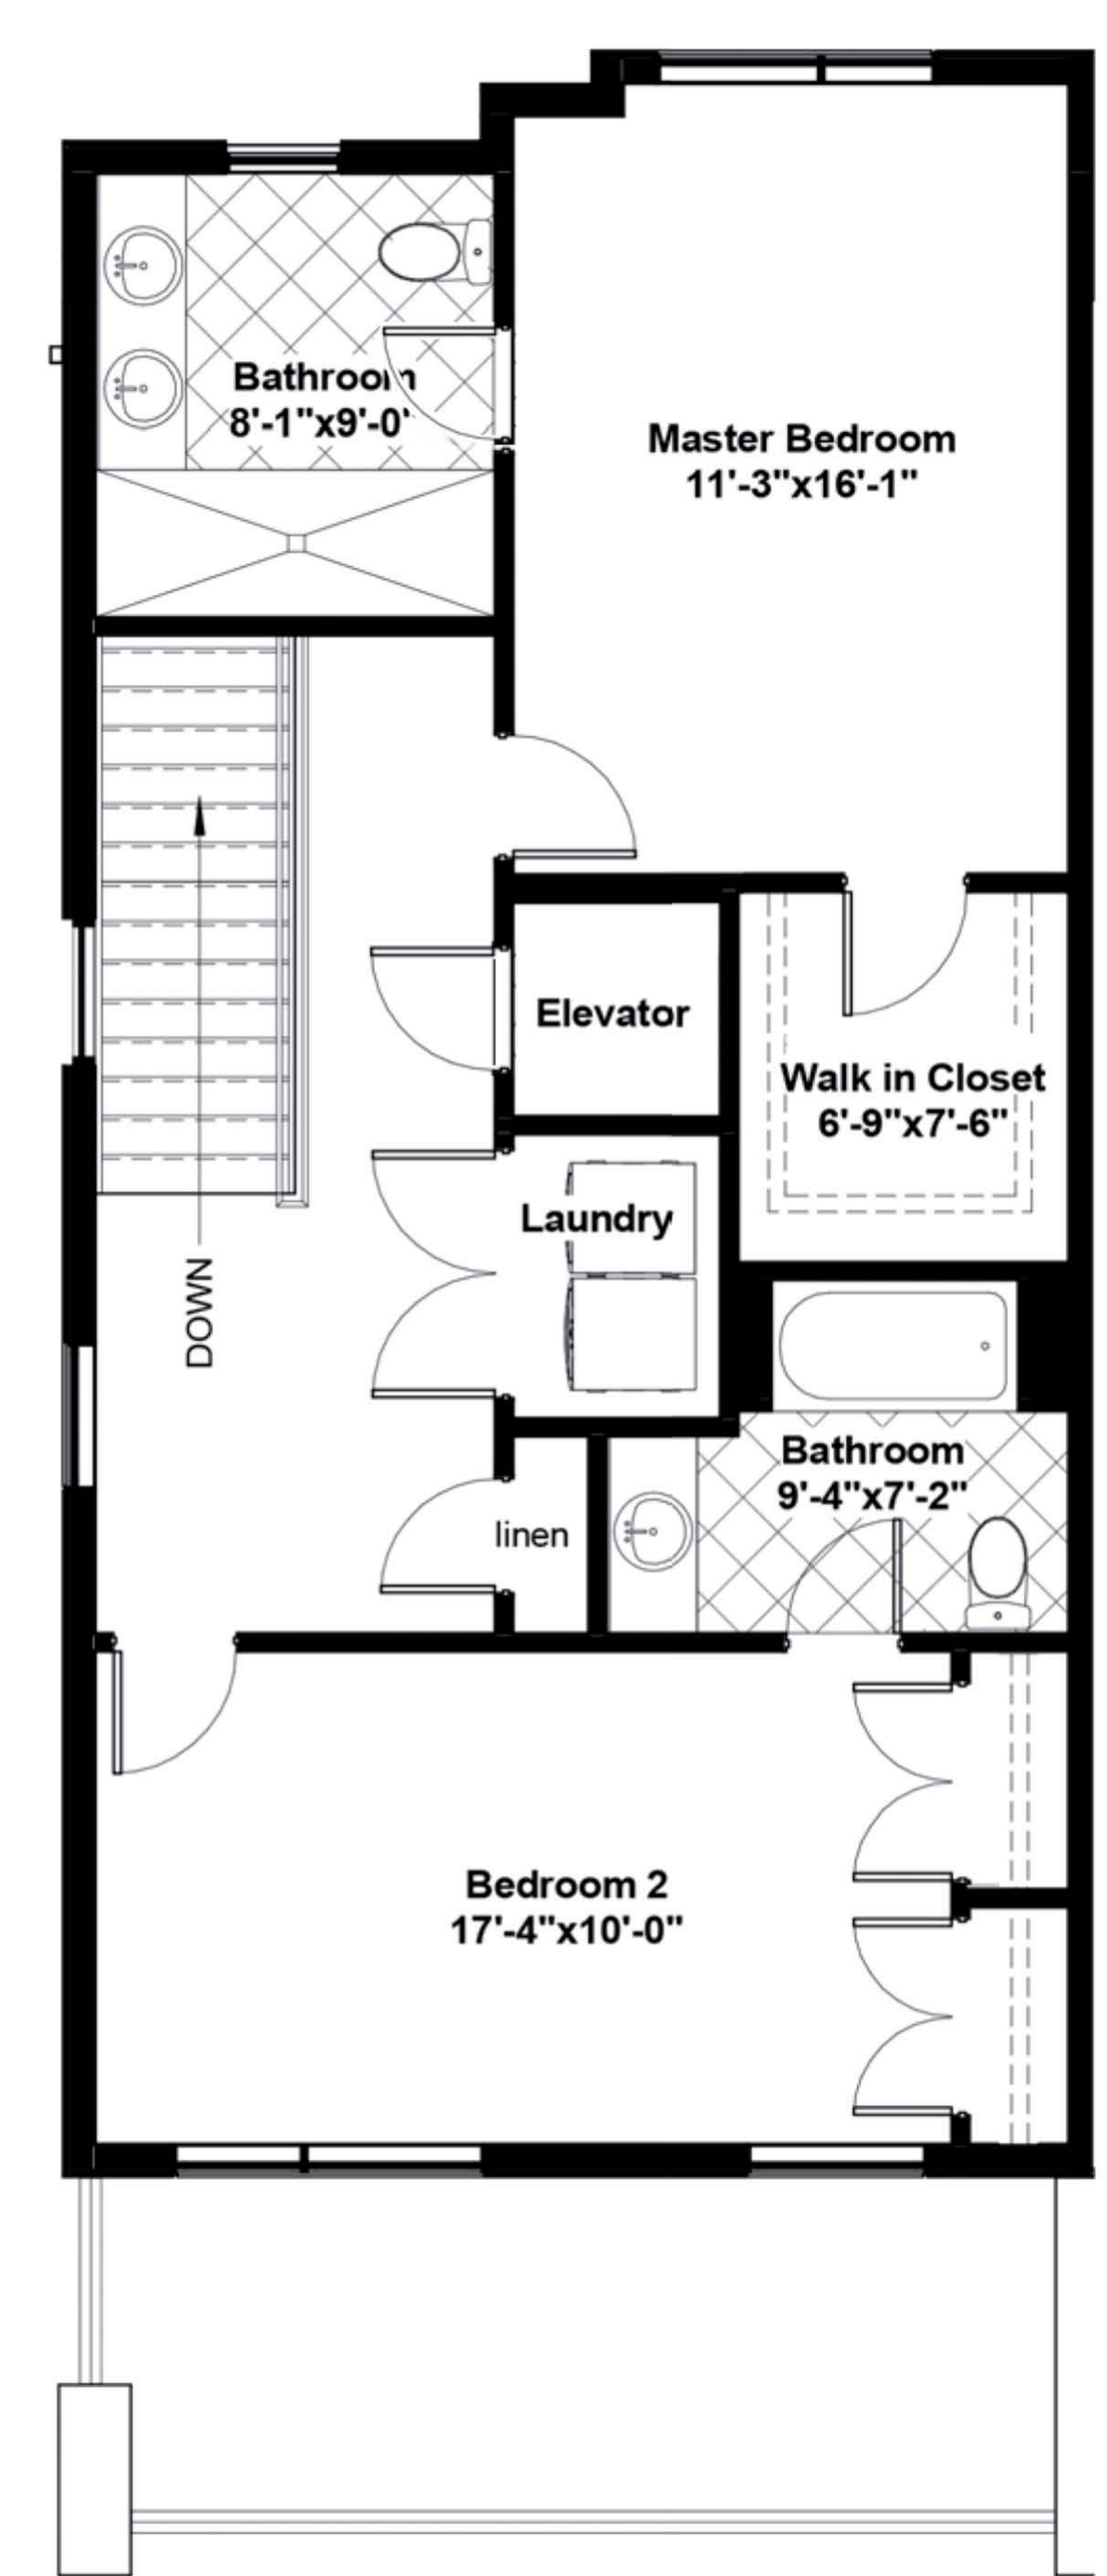 Bathroom
8'-1"x9'-0'
Master Bedroom
11'-3"x16'-1"
Elevator
Walk in Closet
6'-9"x7'-6"
Laundry
DOWN
Bathroom
9'-4"x7'-2"
linen
Bedroom 2
17'-4"x10'-0"